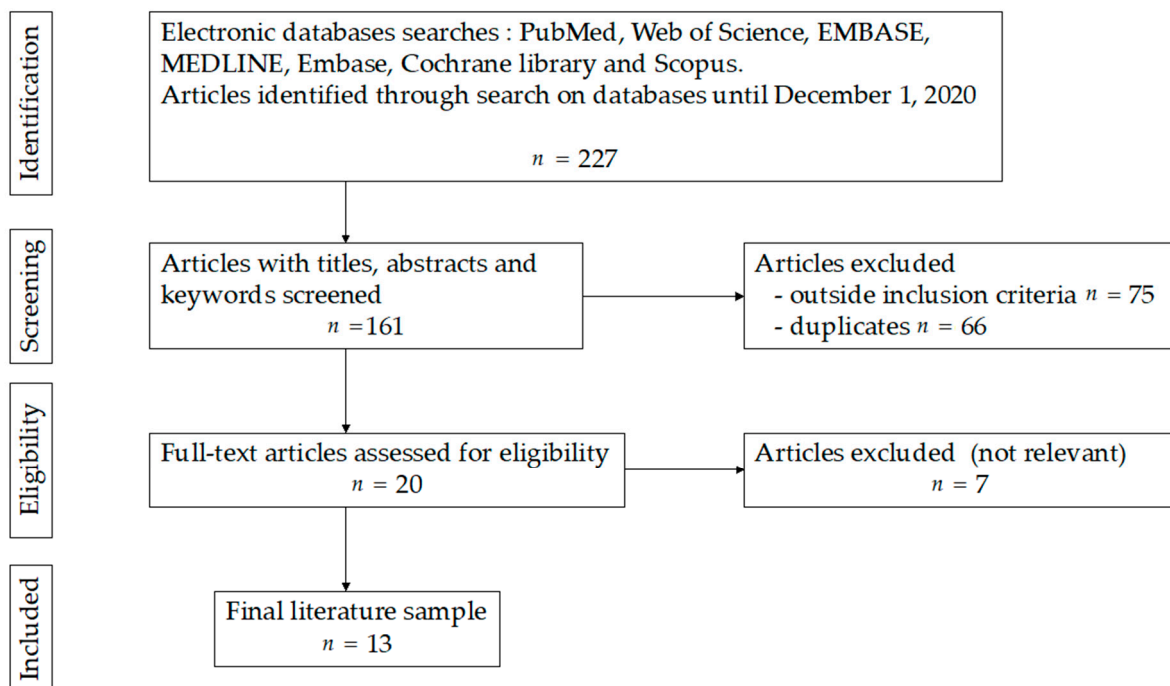 Identification
Electronic databases searches : PubMed, Web of Science, EMBASE,
MEDLINE, Embase, Cochrane library and Scopus.
Articles identified through search on databases until December 1, 2020
n = 227
Screening
Articles with titles, abstracts and
keywords screened
n =161
Articles excluded
- outside inclusion criteria n = 75
- duplicates n = 66
Eligibility
Full-text articles assessed for eligibility
n = 20
Articles excluded (not relevant)
n = 7
Included
Final literature sample
n = 13